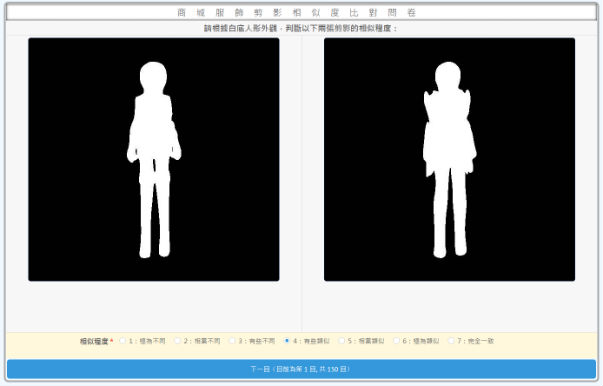 商城服飾剪影相似度比對問卷
請根據白底人形外觀，判斷以下兩張剪影的相似程度：
相似程度* 1：極為不同 2：相當不同 3：有些不同 4：有些類似 5：相當類似 6：極為類似 7：完全一致
下一回（目前為第 1 回, 共 150 回）